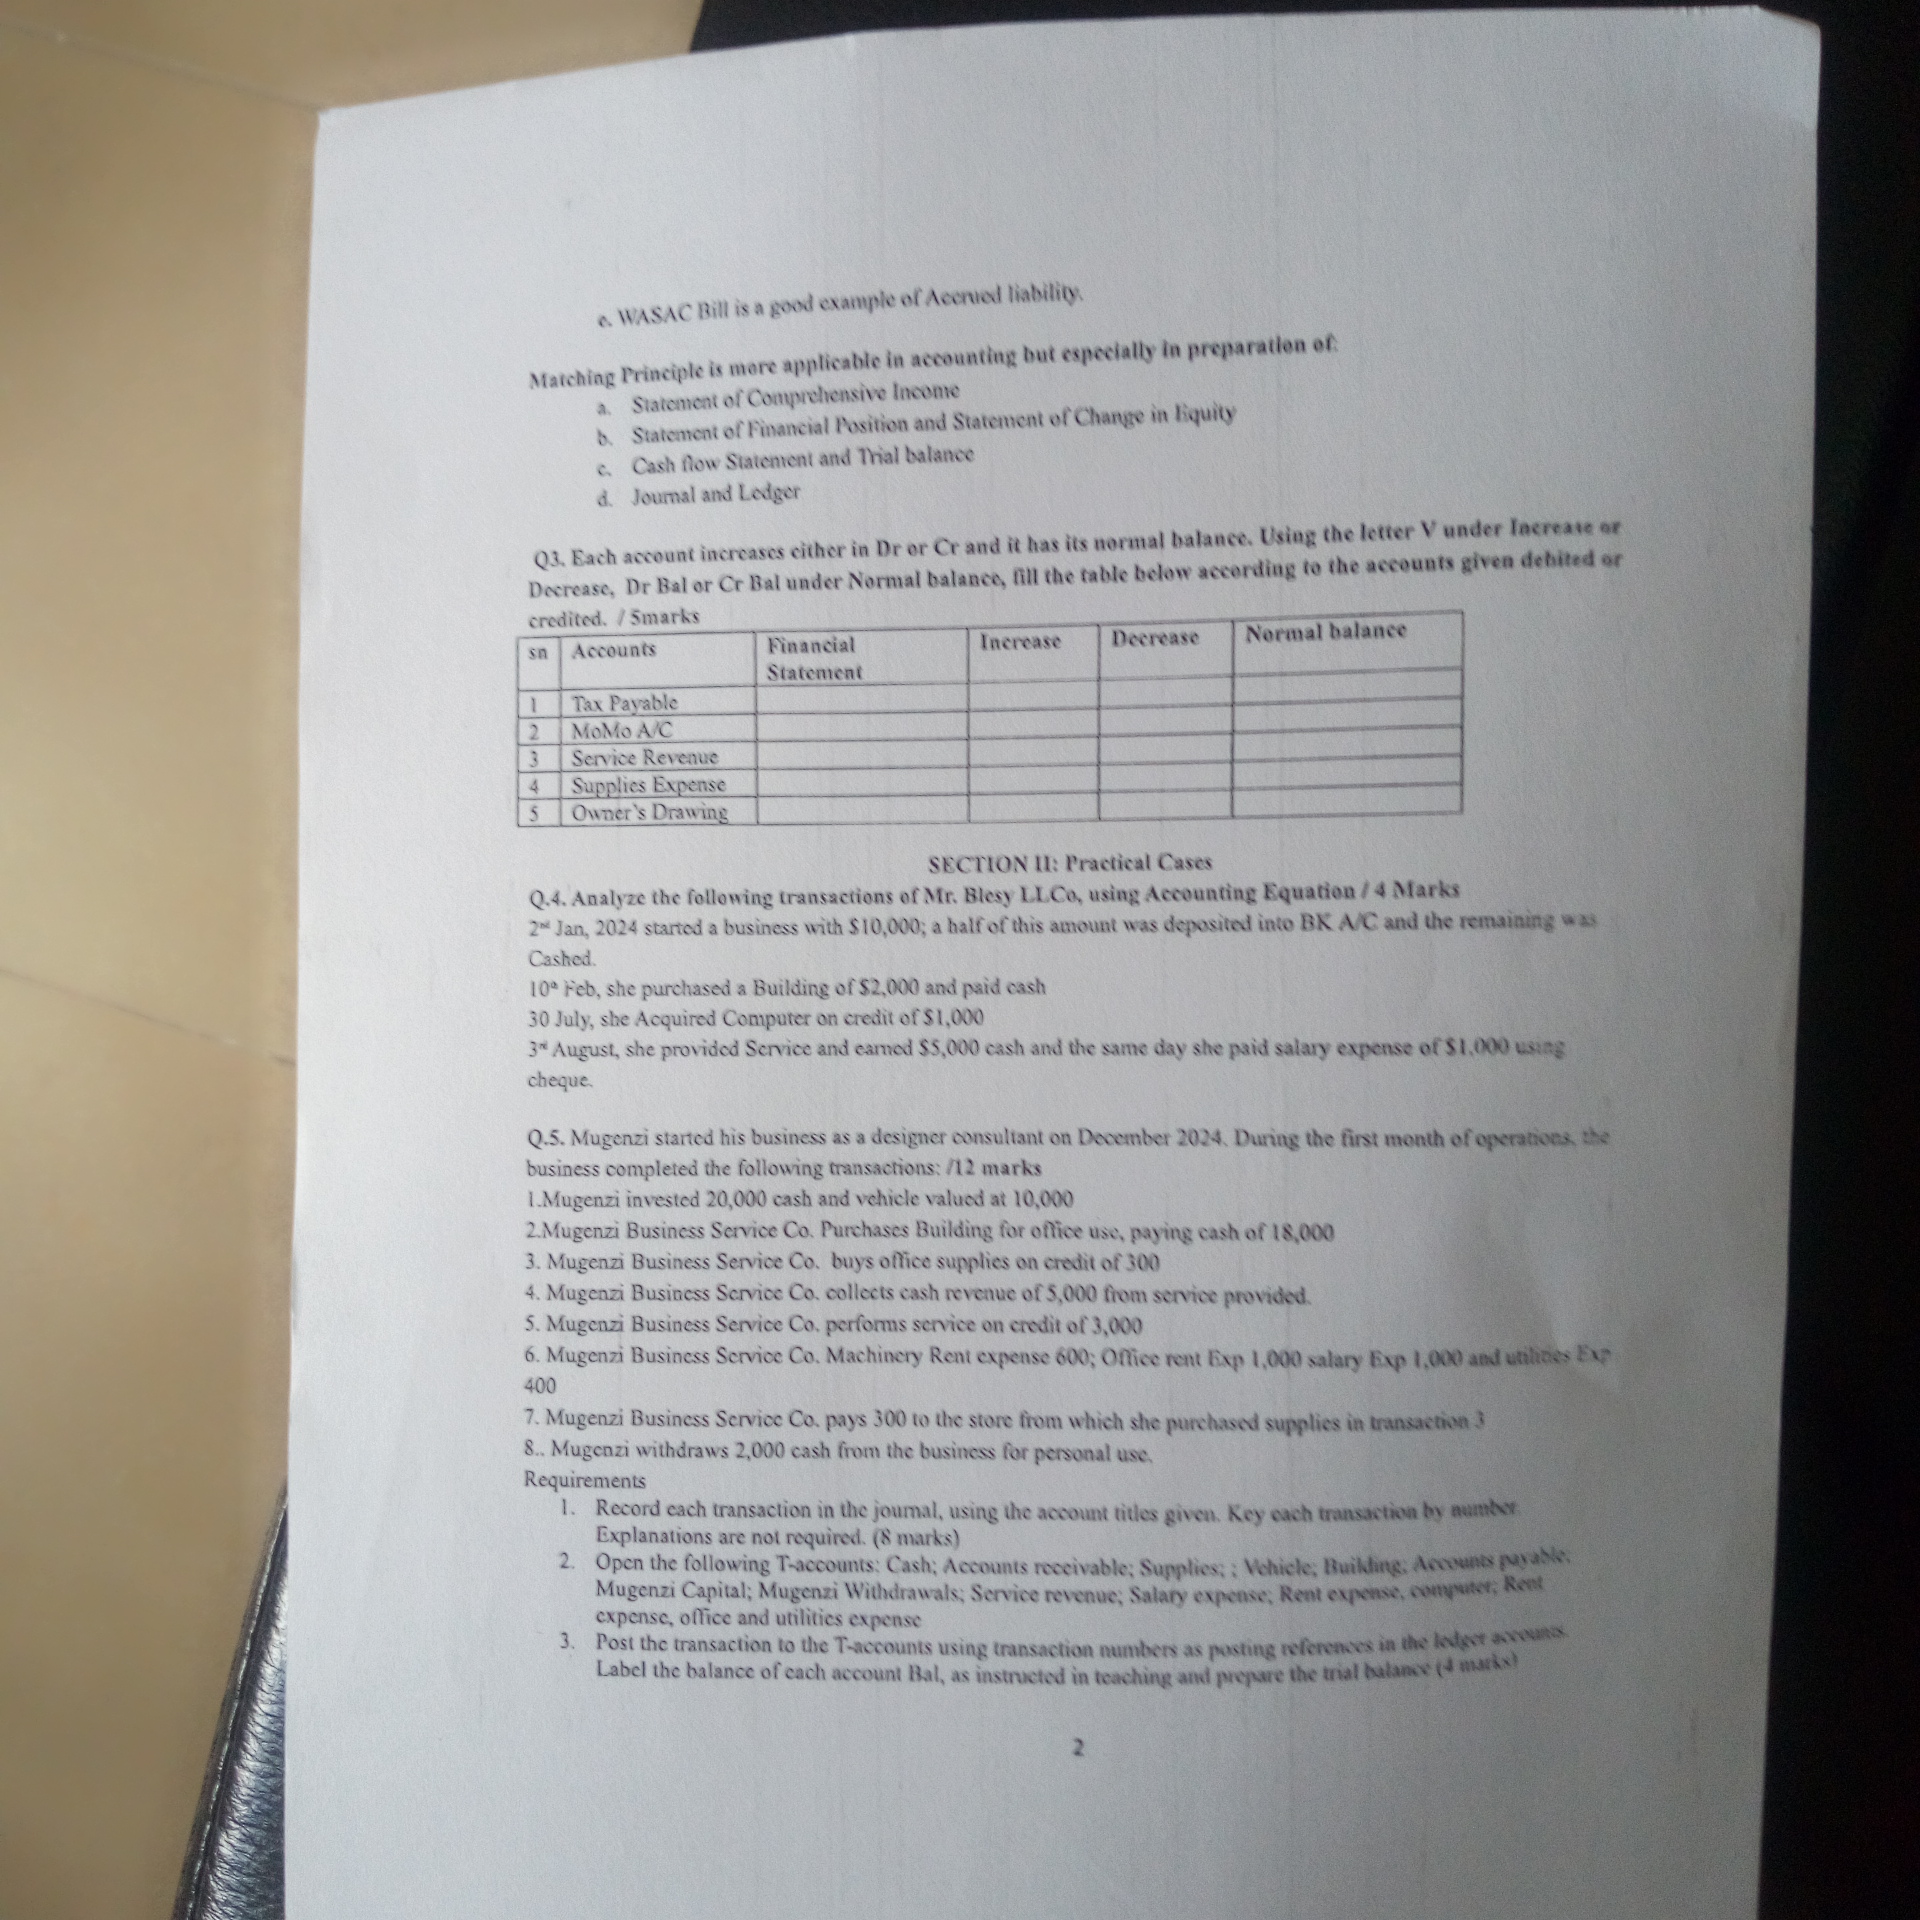 e. WASAC Bill is a good example of Accrued liability.
Matching Principle is more applicable in accounting but especially in preparation of:
a. Statement of Comprehensive Income
b. Statement of Financial Position and Statement of Change in Equity
c. Cash flow Statement and Trial balance
d. Journal and Ledger
Q3. Each account increases either in Dr or Cr and it has its normal balance. Using the letter V under Increase or
Decrease, Dr Bal or Cr Bal under Normal balance, fill the table below according to the accounts given debited or
credited. / 5marks
sn Accounts Financial Statement Increase Decrease Normal balance
1 Tax Payable
2 MoMo A/C
3 Service Revenue
4 Supplies Expense
5 Owner's Drawing
SECTION II: Practical Cases
Q.4. Analyze the following transactions of Mr. Blesy LLCo, using Accounting Equation / 4 Marks
2nd Jan, 2024 started a business with $10,000; a half of this amount was deposited into BK A/C and the remaining was
Cashed.
10th Feb, she purchased a Building of $2,000 and paid cash
30 July, she Acquired Computer on credit of $1,000
3rd August, she provided Service and earned $5,000 cash and the same day she paid salary expense of $1,000 using
cheque.
Q.5. Mugenzi started his business as a designer consultant on December 2024. During the first month of operations, the
business completed the following transactions: /12 marks
1.Mugenzi invested 20,000 cash and vehicle valued at 10,000
2.Mugenzi Business Service Co. Purchases Building for office use, paying cash of 18,000
3. Mugenzi Business Service Co. buys office supplies on credit of 300
4. Mugenzi Business Service Co. collects cash revenue of 5,000 from service provided.
5. Mugenzi Business Service Co. performs service on credit of 3,000
6. Mugenzi Business Service Co. Machinery Rent expense 600; Office rent Exp 1,000 salary Exp 1,000 and utilities Exp
400
7. Mugenzi Business Service Co. pays 300 to the store from which she purchased supplies in transaction 3
8.. Mugenzi withdraws 2,000 cash from the business for personal use.
Requirements
1. Record each transaction in the journal, using the account titles given. Key each transaction by number.
Explanations are not required. (8 marks)
2. Open the following T-accounts: Cash; Accounts receivable; Supplies; ; Vehicle; Building; Accounts payable;
Mugenzi Capital; Mugenzi Withdrawals; Service revenue; Salary expense; Rent expense, computer; Rent
expense, office and utilities expense
3. Post the transaction to the T-accounts using transaction numbers as posting references in the ledger accounts.
Label the balance of each account Bal, as instructed in teaching and prepare the trial balance (4 marks)
2